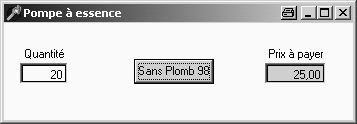 Pompe à essence
Quantité
20
Sans Plomb 98
Prix à payer
25,00